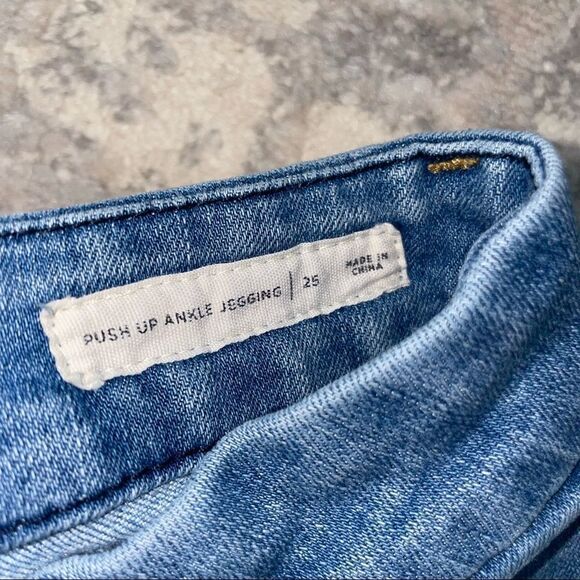 PUSH UP ANKLE JEGGING | 25
MADE IN
CHINA